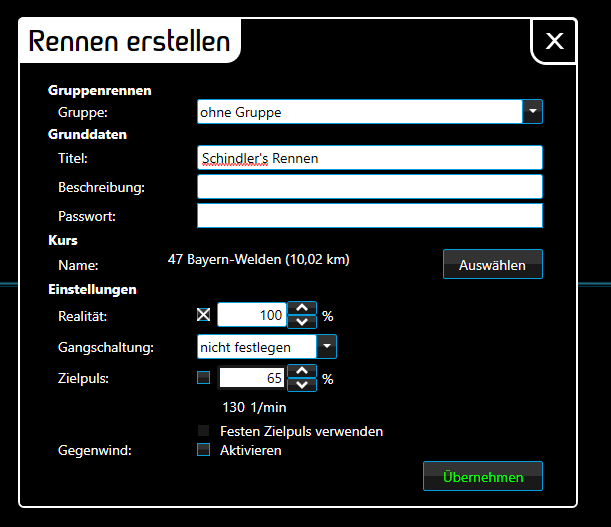 Rennen erstellen
X
Gruppenrennen
Gruppe: ohne Gruppe
Grunddaten
Titel: Schindler's Rennen
Beschreibung:
Passwort:
Kurs
Name: 47 Bayern-Welden (10,02 km) Auswählen
Einstellungen
Realität: 100 %
Gangschaltung: nicht festlegen
Zielpuls: 65 %
130 1/min
Festen Zielpuls verwenden
Gegenwind: Aktivieren
Übernehmen